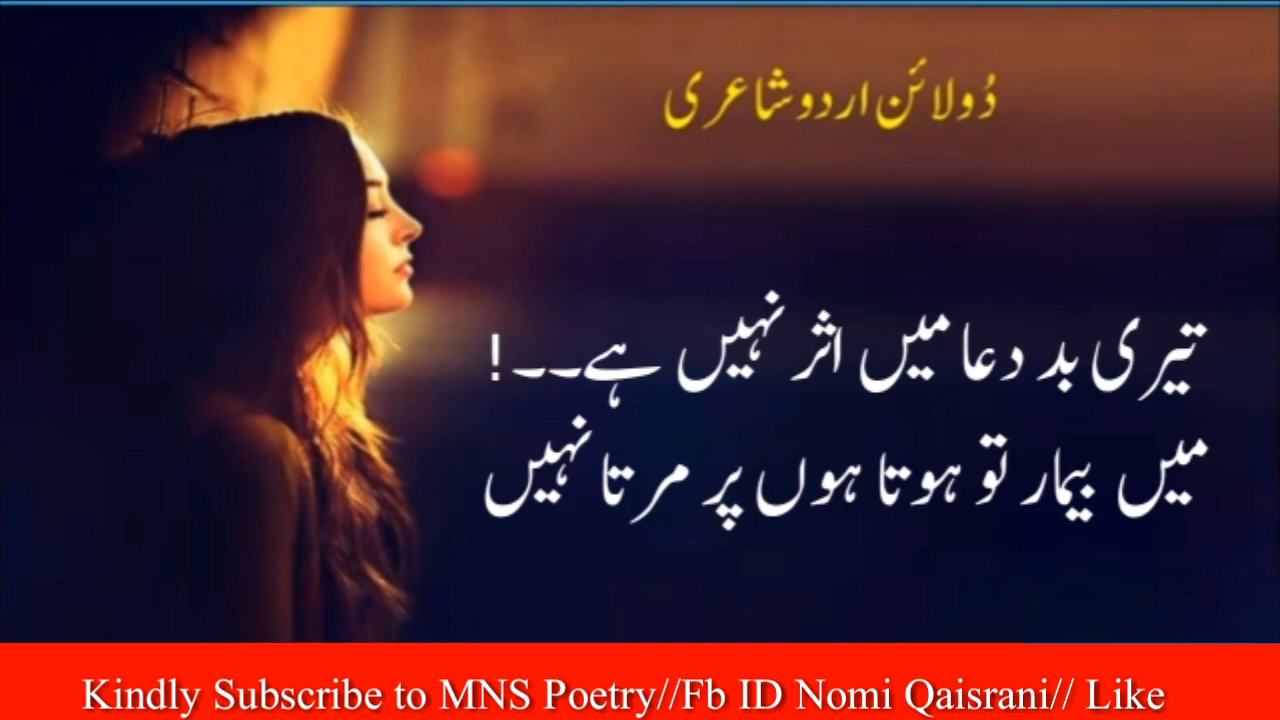 دُو لائن اردو شاعری
تیری بد دعا میں اثر نہیں ہے۔۔!
میں بیمار تو ہوتا ہوں پر مرتا نہیں
Kindly Subscribe to MNS Poetry//Fb ID Nomi Qaisrani// Like